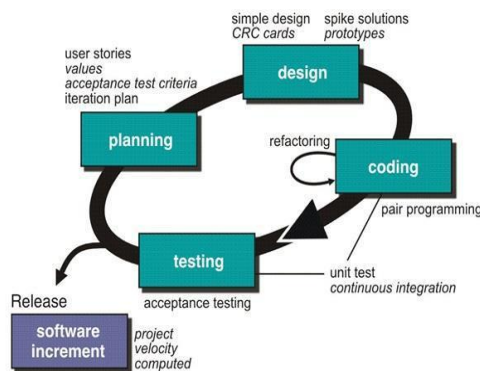 simple design
CRC cards
spike solutions
prototypes
user stories
values
acceptance test criteria
iteration plan
design
planning
refactoring
coding
pair programming
testing
unit test
continuous integration
acceptance testing
Release
software
increment
project
velocity
computed